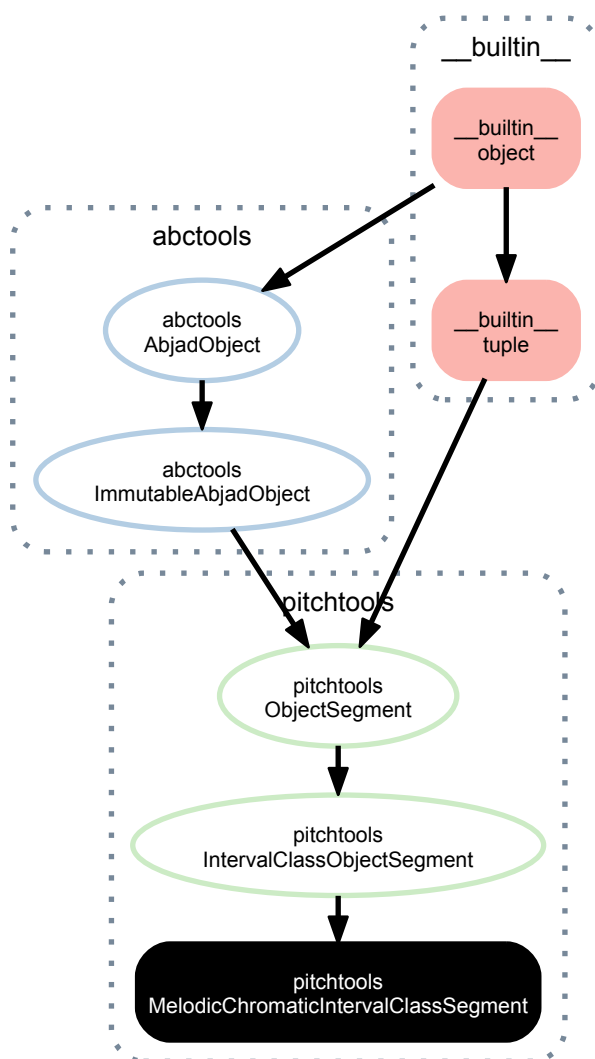 __builtin__
__builtin__
object
abctools
abctools
AbjadObject
__builtin__
tuple
abctools
ImmutableAbjadObject
pitchtools
pitchtools
ObjectSegment
pitchtools
IntervalClassObjectSegment
pitchtools
MelodicChromaticIntervalClassSegment